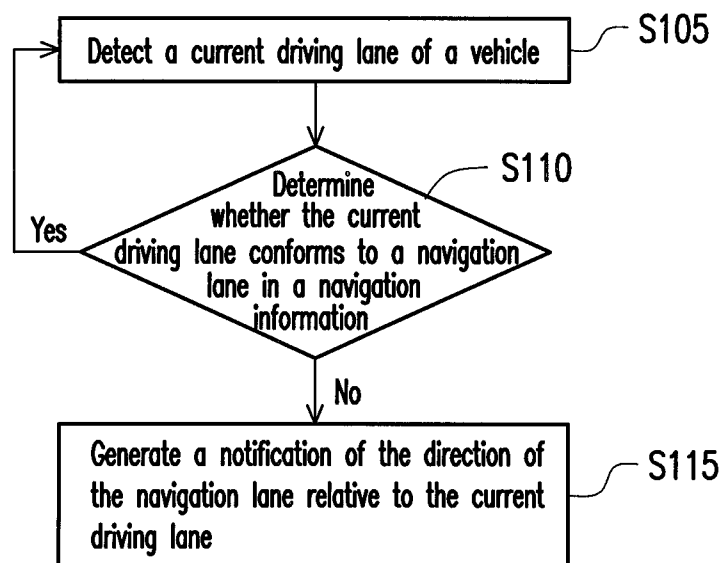 Detect a current driving lane of a vehicle
S105
S110
Determine
whether the current
driving lane conforms to a navigation
lane in a navigation
information
Yes
No
Generate a notification of the direction of
the navigation lane relative to the current
driving lane
S115